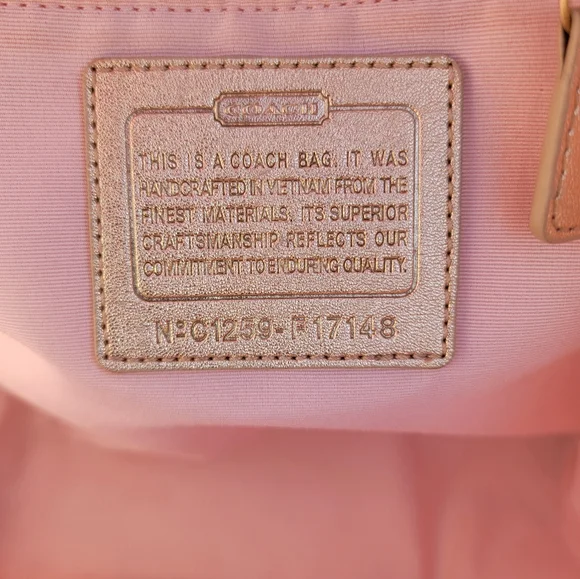 COACH
THIS IS A COACH BAG. IT WAS
HANDCRAFTED IN VIETNAM FROM THE
FINEST MATERIALS. ITS SUPERIOR
CRAFTSMANSHIP REFLECTS OUR
COMMITMENT TO ENDURING QUALITY.
Nº C1259-F17148